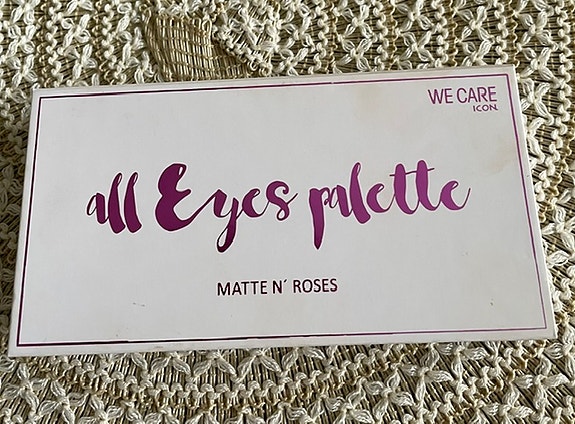 WE CARE
ICON.
all Eyes palette
MATTE N´ ROSES